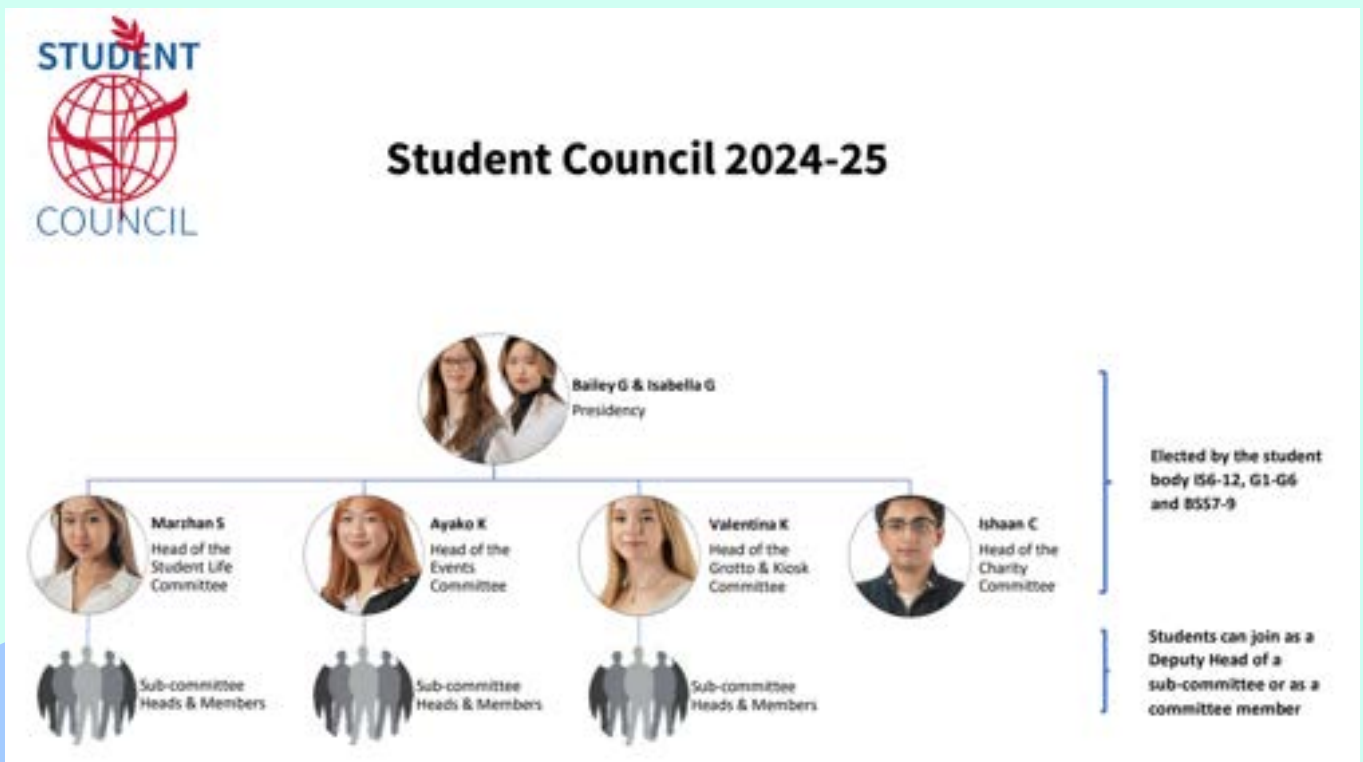 STUDENT
COUNCIL
Student Council 2024-25
Bailey G & Isabella G
Presidency
Marzhan S
Head of the
Student Life
Committee
Ayako K
Head of the
Events
Committee
Valentina K
Head of the
Grotto & Kiosk
Committee
Ishaan C
Head of the
Charity
Committee
Elected by the student
body IS6-12, G1-G6
and BSS7-9
Sub-committee
Heads & Members
Sub-committee
Heads & Members
Sub-committee
Heads & Members
Students can join as a
Deputy Head of a
sub-committee or as a
committee member